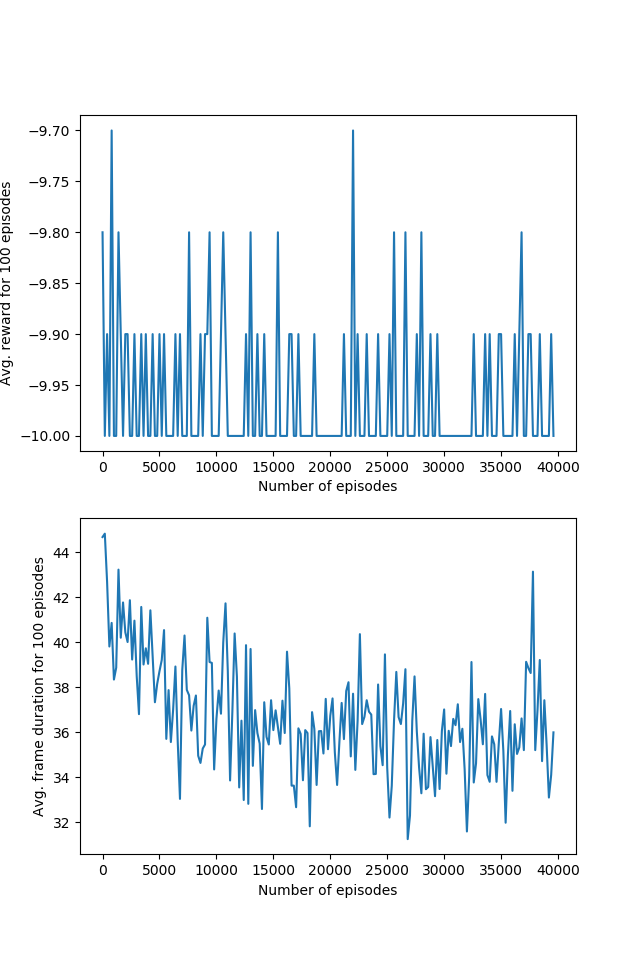 −9.70
−9.75
−9.80
−9.85
−9.90
−9.95
−10.00
Avg. reward for 100 episodes
0 5000 10000 15000 20000 25000 30000 35000 40000
Number of episodes
44
42
40
38
36
34
32
Avg. frame duration for 100 episodes
0 5000 10000 15000 20000 25000 30000 35000 40000
Number of episodes